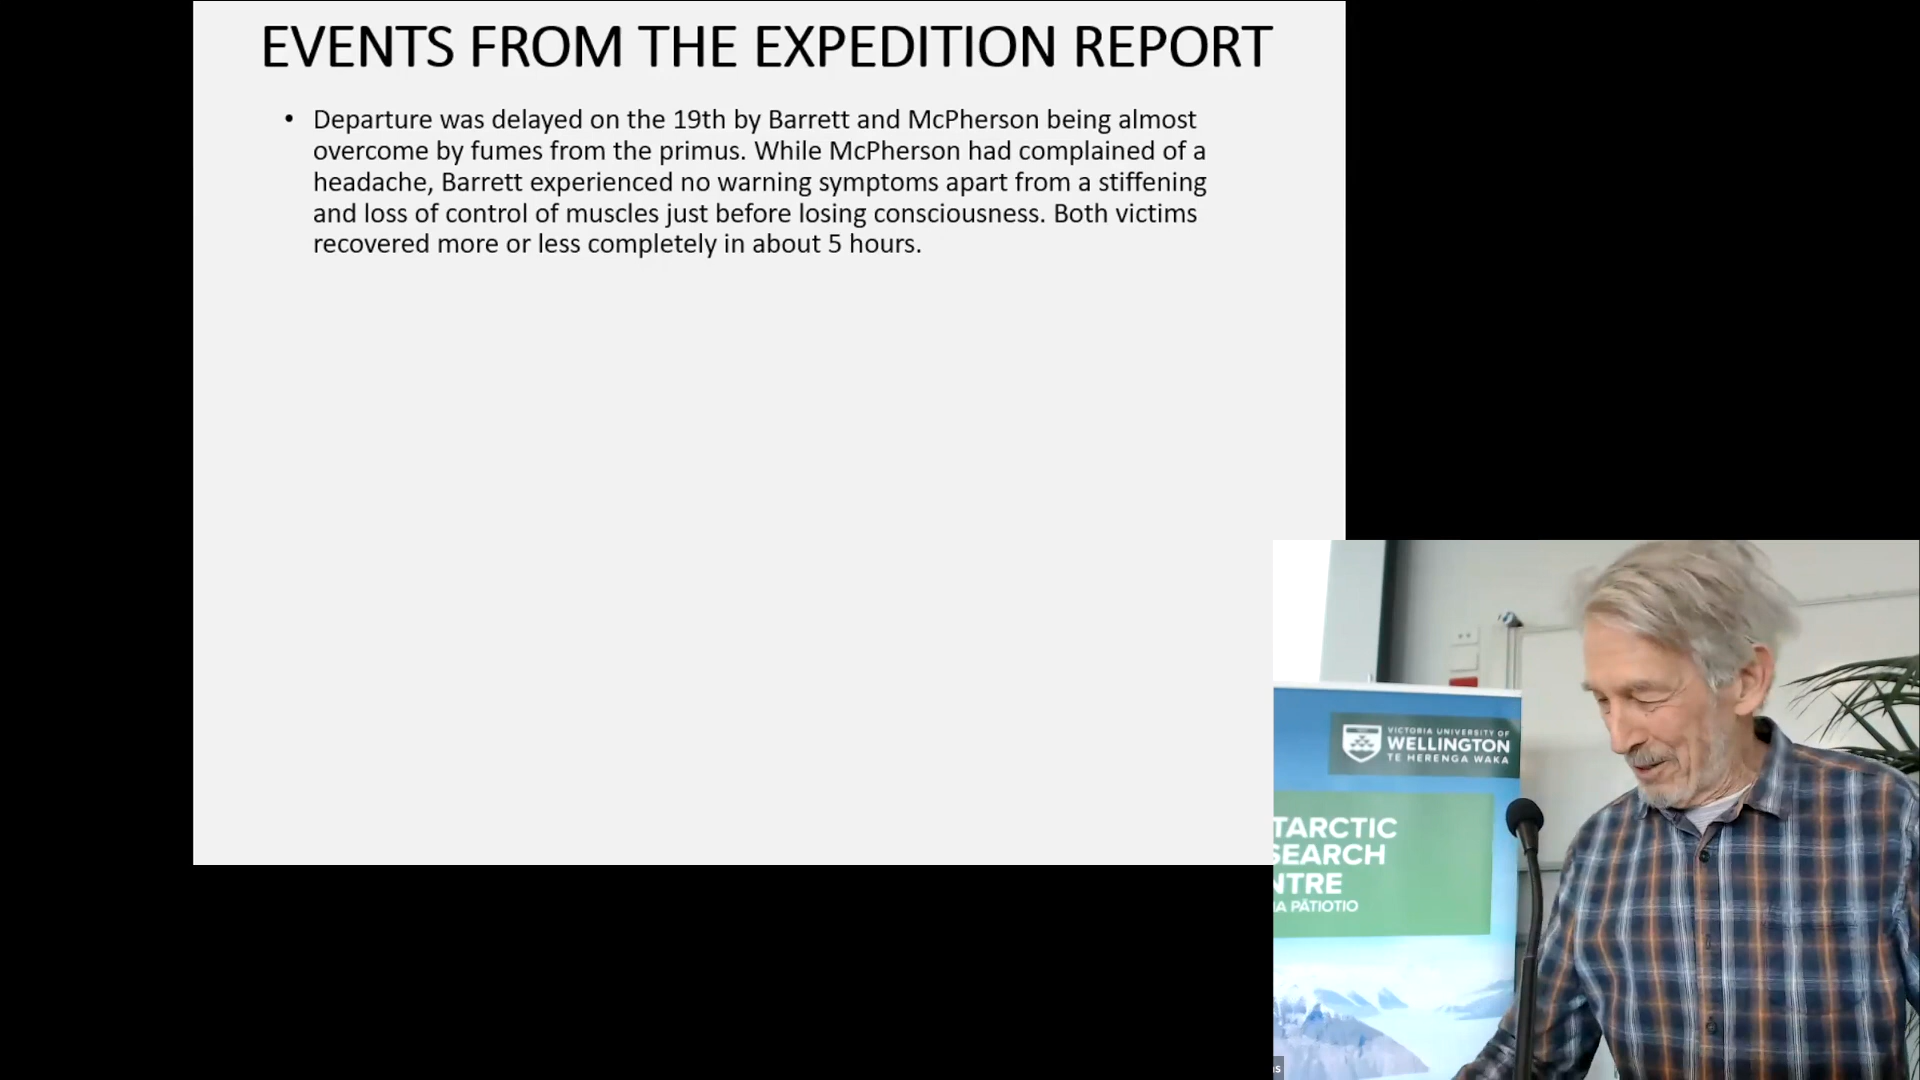 EVENTS FROM THE EXPEDITION REPORT
• Departure was delayed on the 19th by Barrett and McPherson being almost
overcome by fumes from the primus. While McPherson had complained of a
headache, Barrett experienced no warning symptoms apart from a stiffening
and loss of control of muscles just before losing consciousness. Both victims
recovered more or less completely in about 5 hours.
VICTORIA UNIVERSITY OF
WELLINGTON
TE HERENGA WAKA
TARCTIC
SEARCH
NTRE
A PĀTIOTIO
s